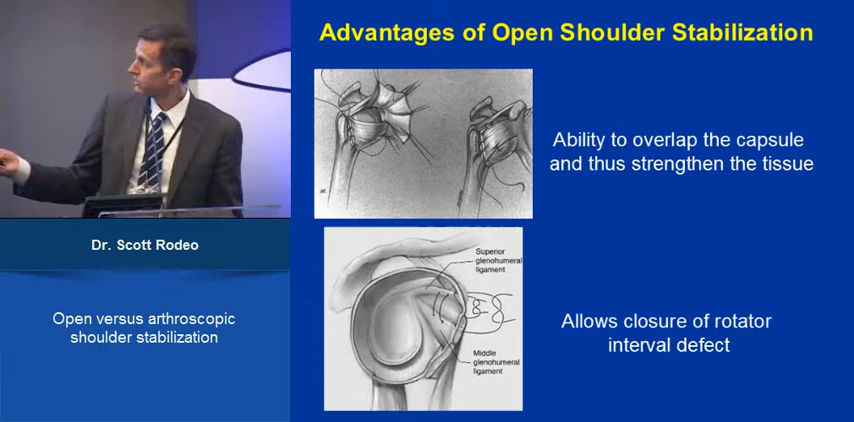 Advantages of Open Shoulder Stabilization
Ability to overlap the capsule
and thus strengthen the tissue
Dr. Scott Rodeo
Open versus arthroscopic
shoulder stabilization
Superior
glenohumeral
ligament
Middle
glenohumeral
ligament
Allows closure of rotator
interval defect